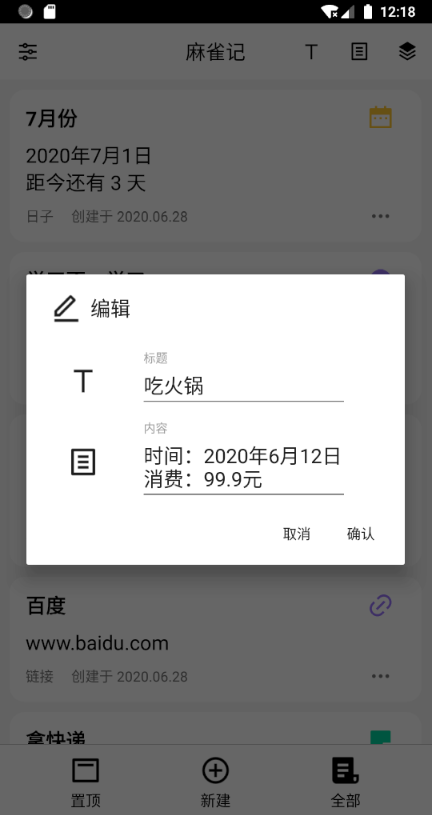 12:18
麻雀记
7月份
2020年7月1日
距今还有 3 天
日子 创建于 2020.06.28
编辑
标题
吃火锅
内容
时间：2020年6月12日
消费：99.9元
取消 确认
百度
www.baidu.com
链接 创建于 2020.06.28
拿快递
置顶 新建 全部